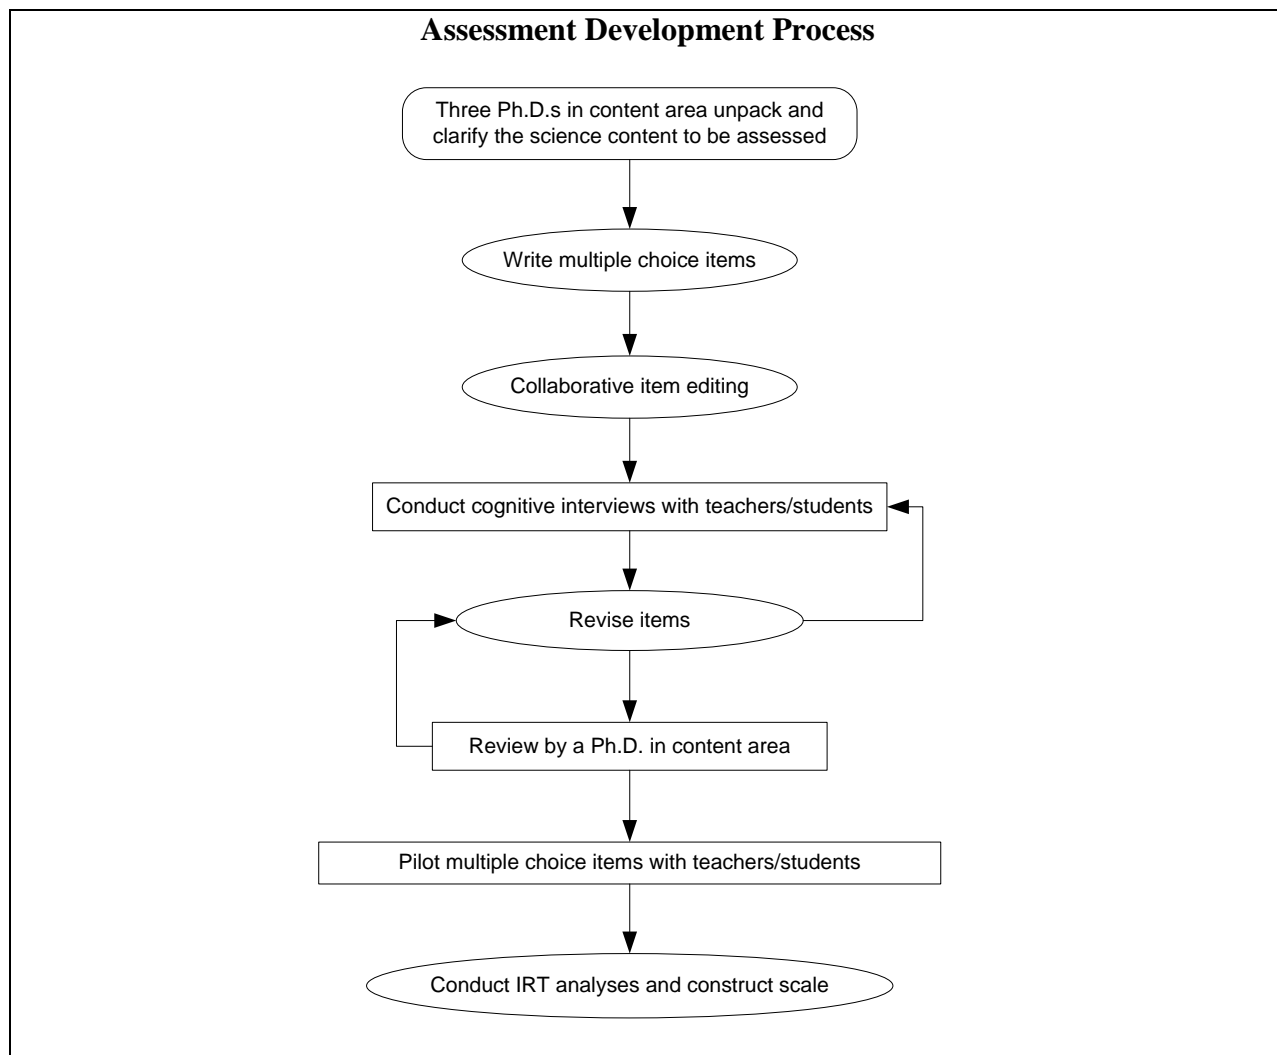 Assessment Development Process
Three Ph.D.s in content area unpack and
clarify the science content to be assessed
Write multiple choice items
Collaborative item editing
Conduct cognitive interviews with teachers/students
Revise items
Review by a Ph.D. in content area
Pilot multiple choice items with teachers/students
Conduct IRT analyses and construct scale